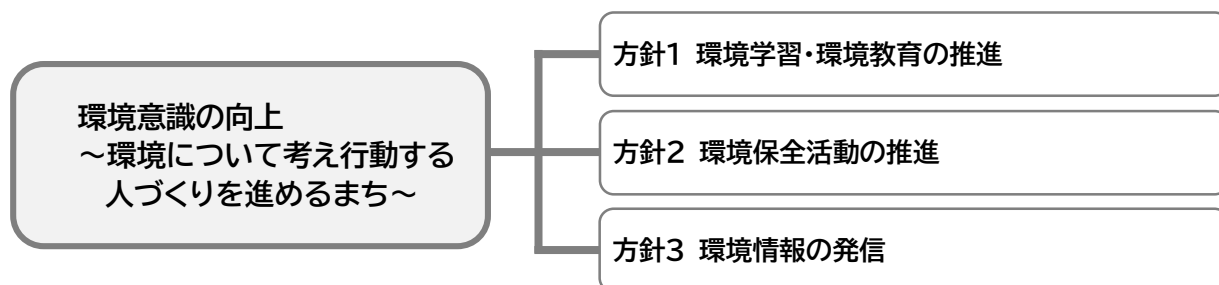 環境意識の向上
～環境について考え行動する
人づくりを進めるまち～
方針1 環境学習・環境教育の推進
方針2 環境保全活動の推進
方針3 環境情報の発信